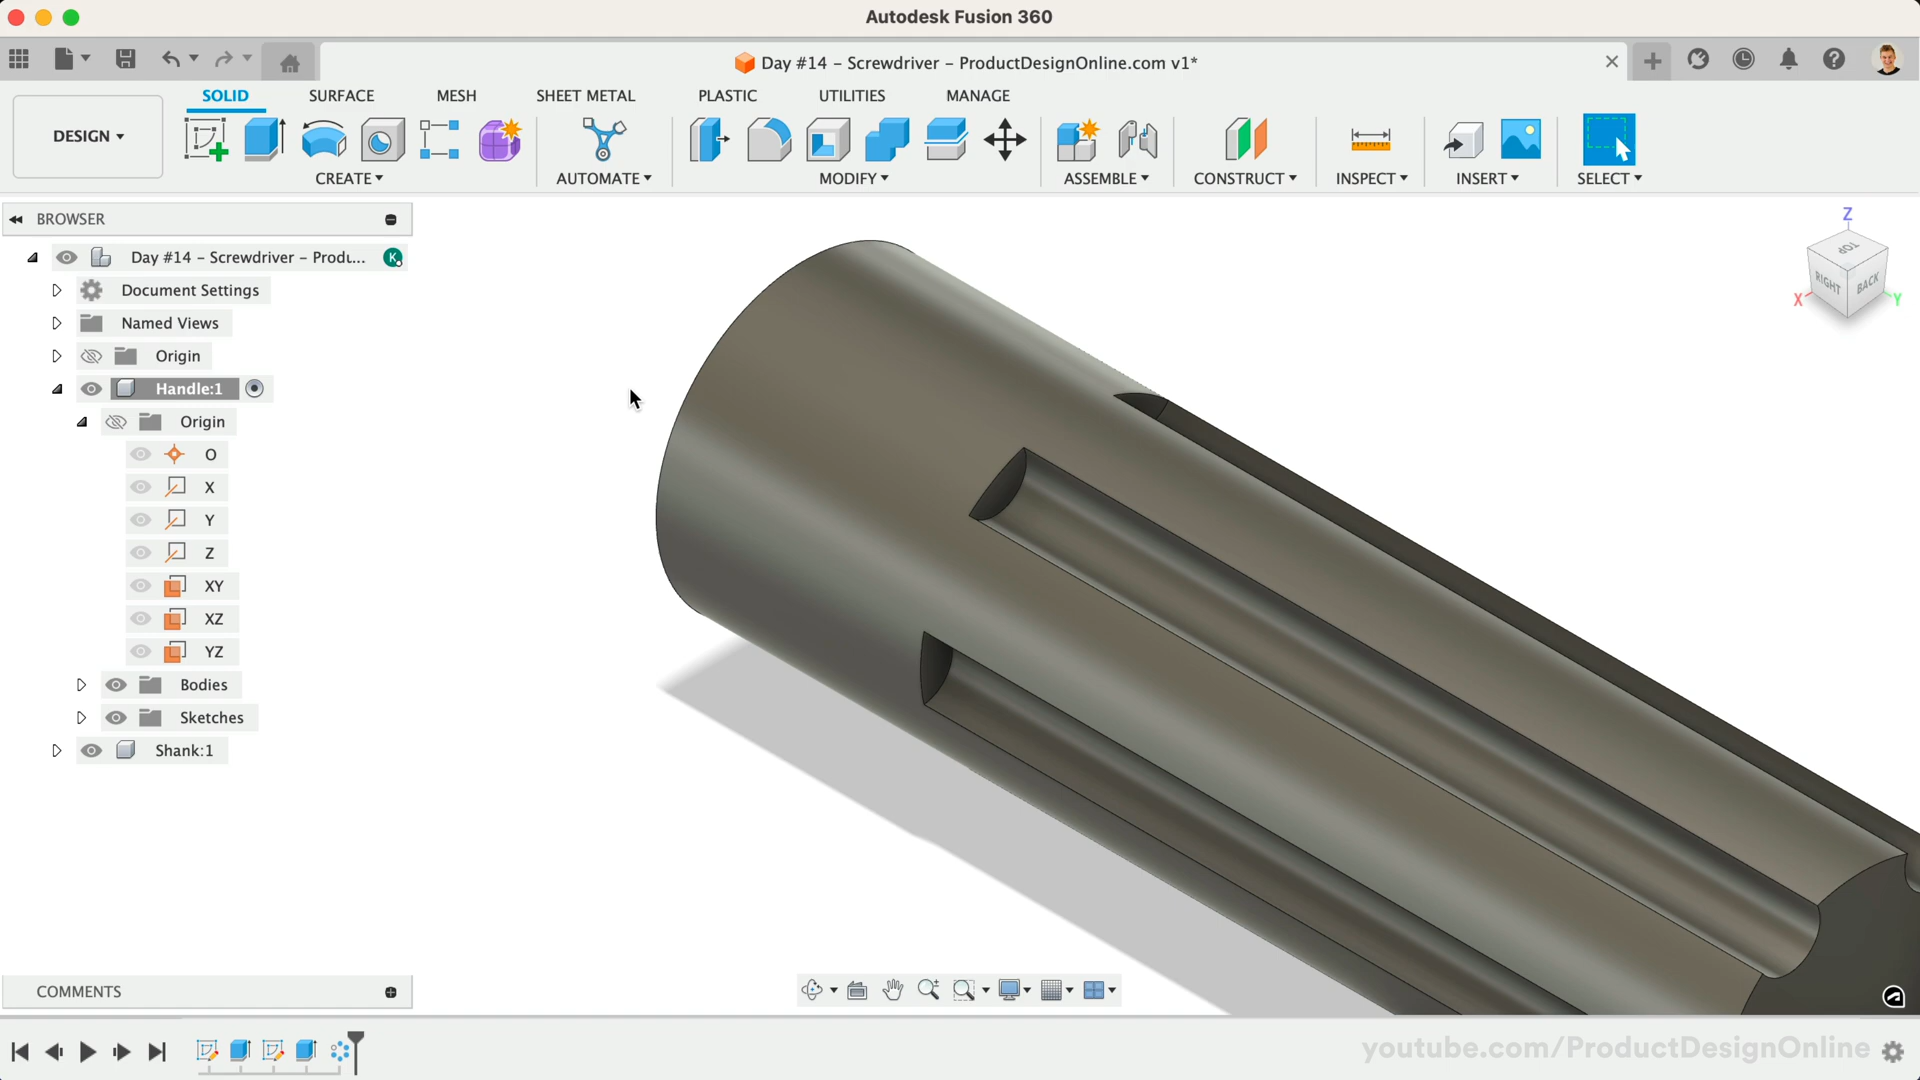 Autodesk Fusion 360
Day #14 – Screwdriver – ProductDesignOnline.com v1*
SOLID SURFACE MESH SHEET METAL PLASTIC UTILITIES MANAGE
DESIGN
CREATE AUTOMATE MODIFY ASSEMBLE CONSTRUCT INSPECT INSERT SELECT
BROWSER
Day #14 – Screwdriver – Produ... K
Document Settings
Named Views
Origin
Handle:1
Origin
O
X
Y
Z
XY
XZ
YZ
Bodies
Sketches
Shank:1
Z
TOP
RIGHT BACK
X Y
COMMENTS
youtube.com/ProductDesignOnline